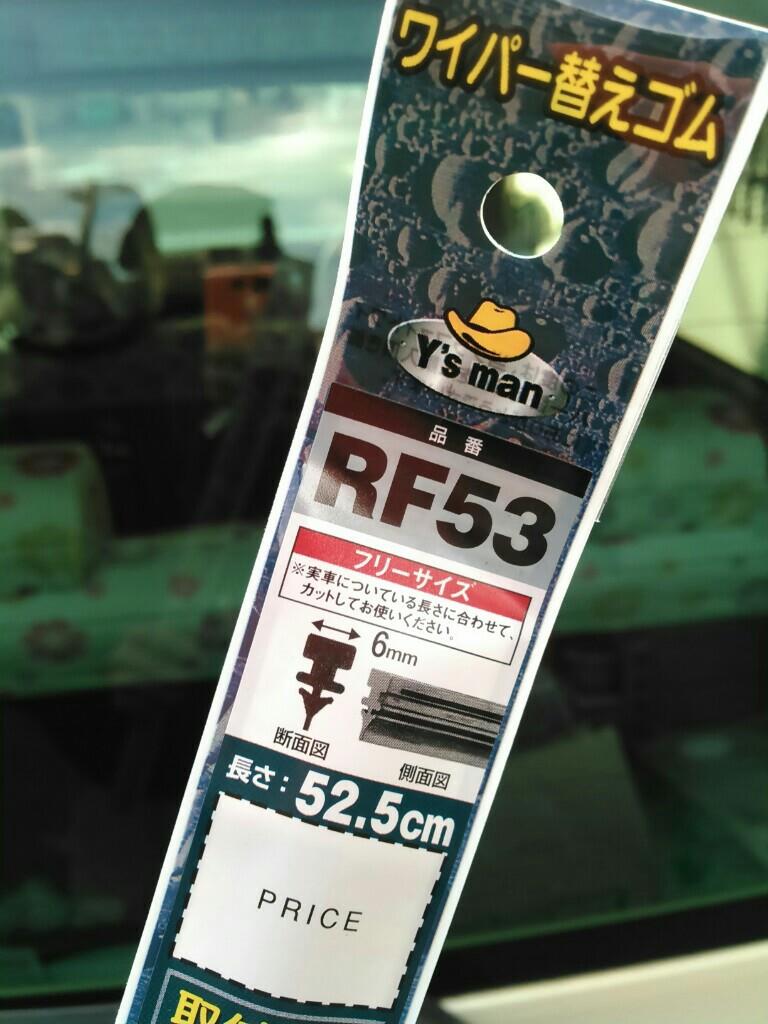 ワイパー替えゴム
Y's man
品番
RF53
フリーサイズ
※実車についている長さに合わせて、
カットしてお使いください。
6mm
断面図
側面図
長さ:52.5cm
PRICE